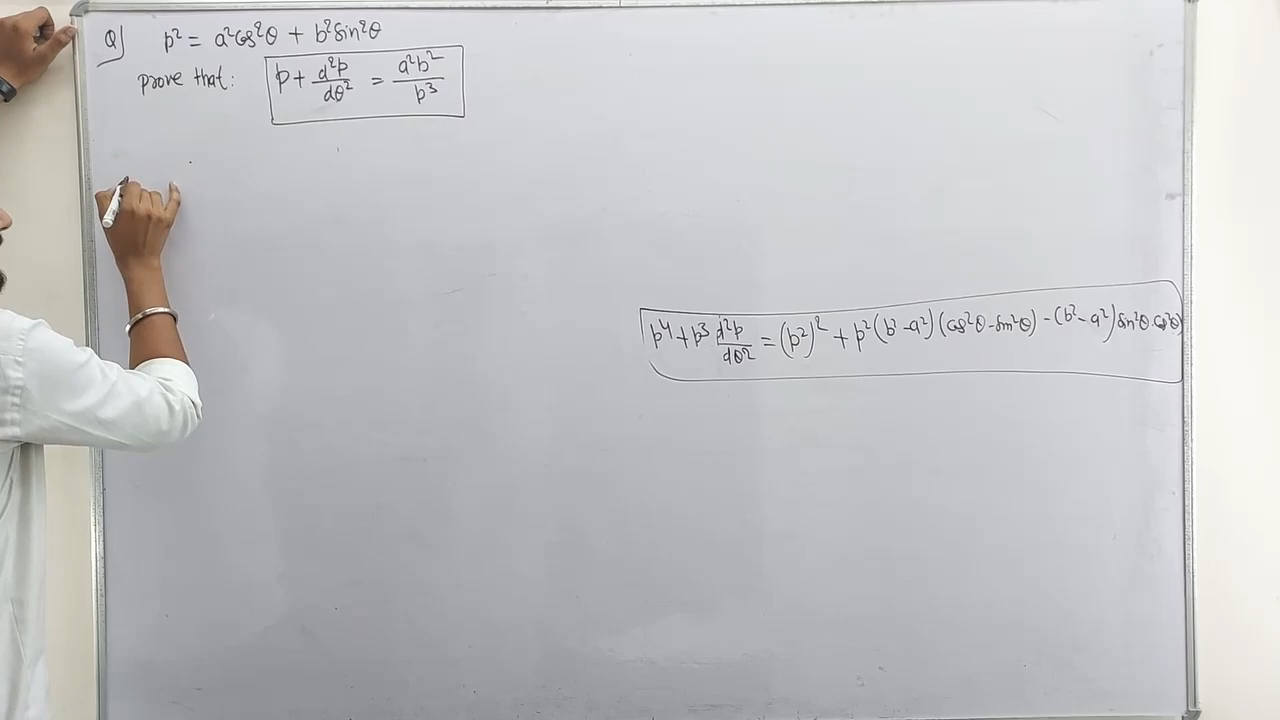 Q] p² = a²cos²θ + b²sin²θ
prove that: p + d²p/dθ² = a²b²/p³
p⁴ + p³ d²p/dθ² = (p²)² + p²(b²-a²)(cos²θ-sin²θ) - (b²-a²)sin²θ.cos²θ